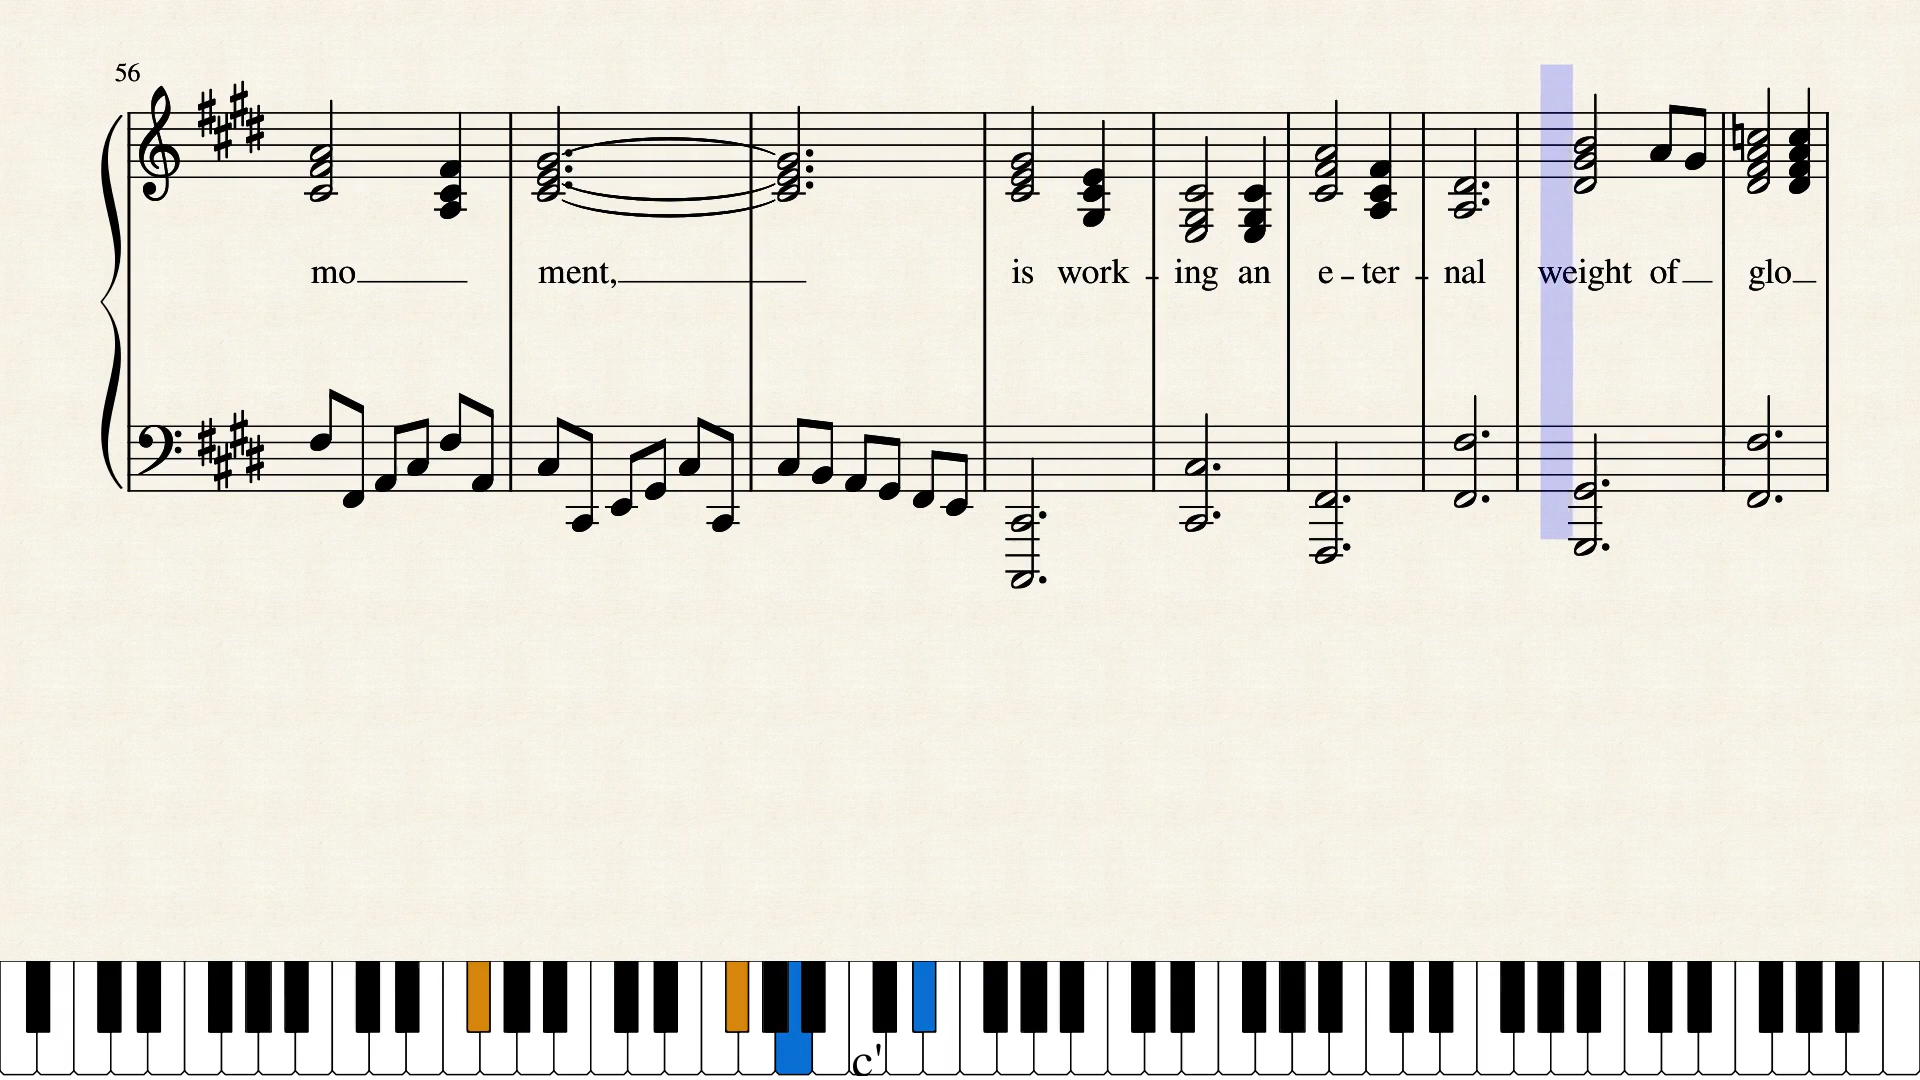 56
mo ment, is work - ing an e - ter - nal weight of glo
c'